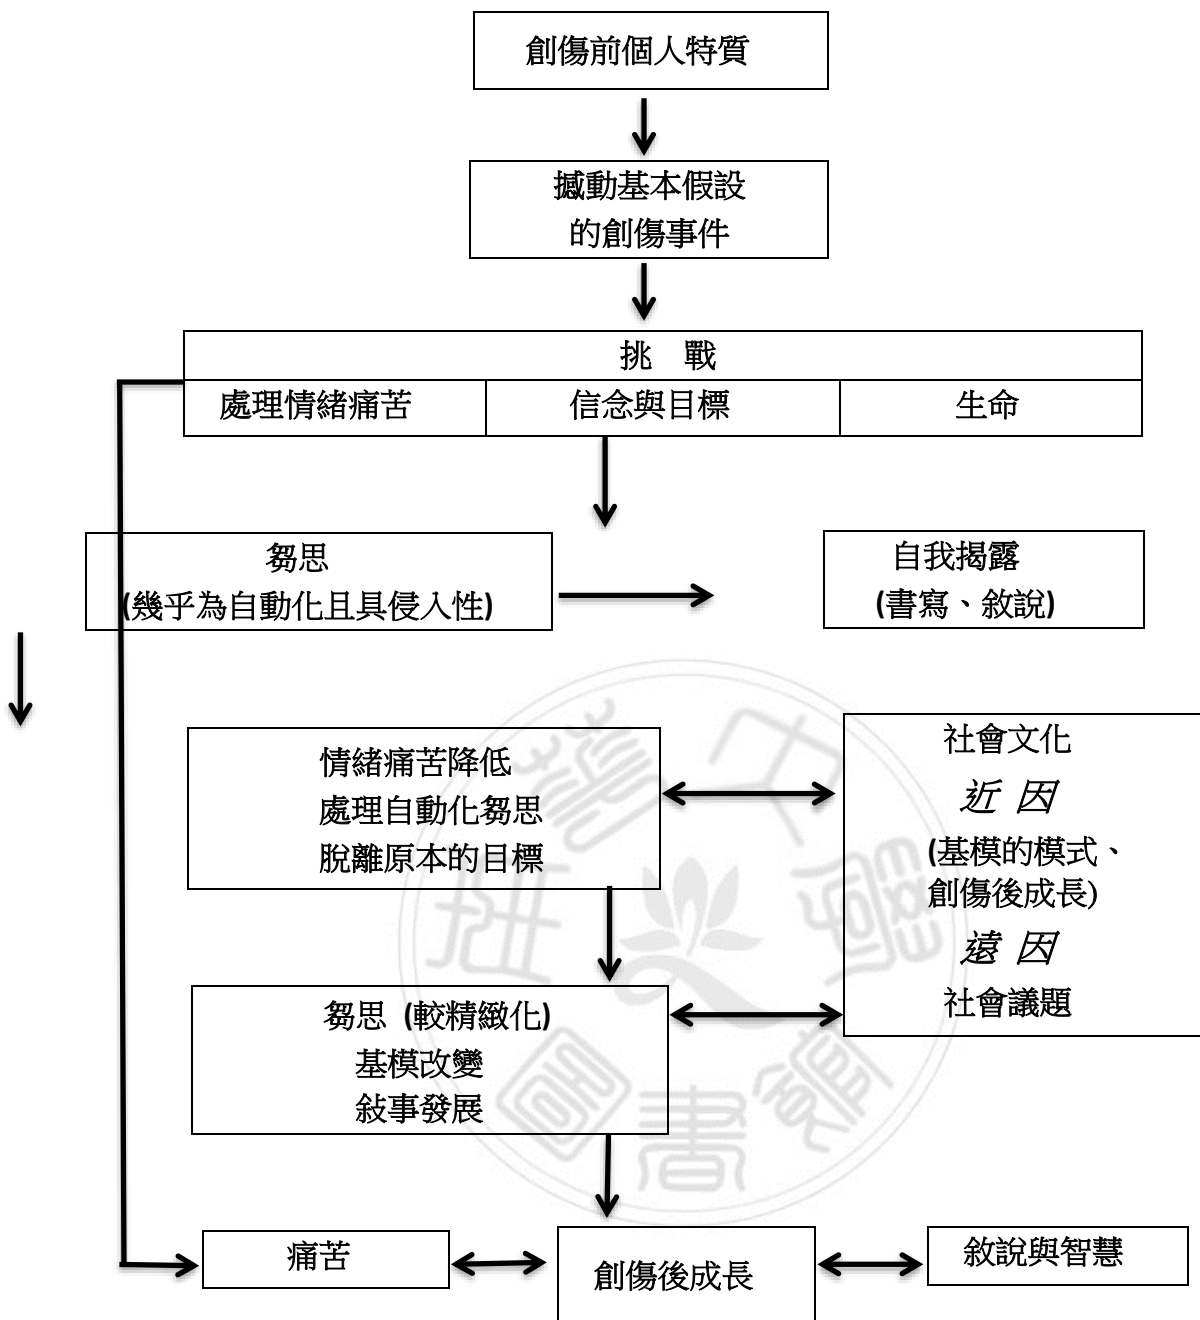 創傷前個人特質
撼動基本假設
的創傷事件
挑 戰
處理情緒痛苦
信念與目標
生命
芻思
(幾乎為自動化且具侵入性)
自我揭露
(書寫、敘說)
情緒痛苦降低
處理自動化芻思
脫離原本的目標
社會文化
近 因
(基模的模式、
創傷後成長)
遠 因
社會議題
芻思 (較精緻化)
基模改變
敍事發展
痛苦
創傷後成長
敘說與智慧